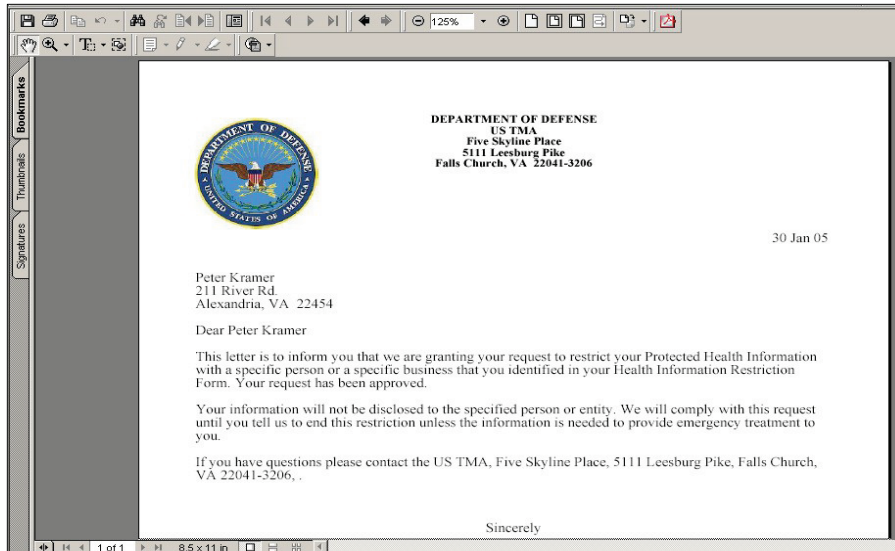 125%
Bookmarks
Thumbnails
Signatures
DEPARTMENT OF DEFENSE
UNITED STATES OF AMERICA
DEPARTMENT OF DEFENSE
US TMA
Five Skyline Place
5111 Leesburg Pike
Falls Church, VA 22041-3206
30 Jan 05
Peter Kramer
211 River Rd.
Alexandria, VA 22454
Dear Peter Kramer
This letter is to inform you that we are granting your request to restrict your Protected Health Information
with a specific person or a specific business that you identified in your Health Information Restriction
Form. Your request has been approved.
Your information will not be disclosed to the specified person or entity. We will comply with this request
until you tell us to end this restriction unless the information is needed to provide emergency treatment to
you.
If you have questions please contact the US TMA, Five Skyline Place, 5111 Leesburg Pike, Falls Church,
VA 22041-3206, .
Sincerely
1 of 1
8.5 x 11 in